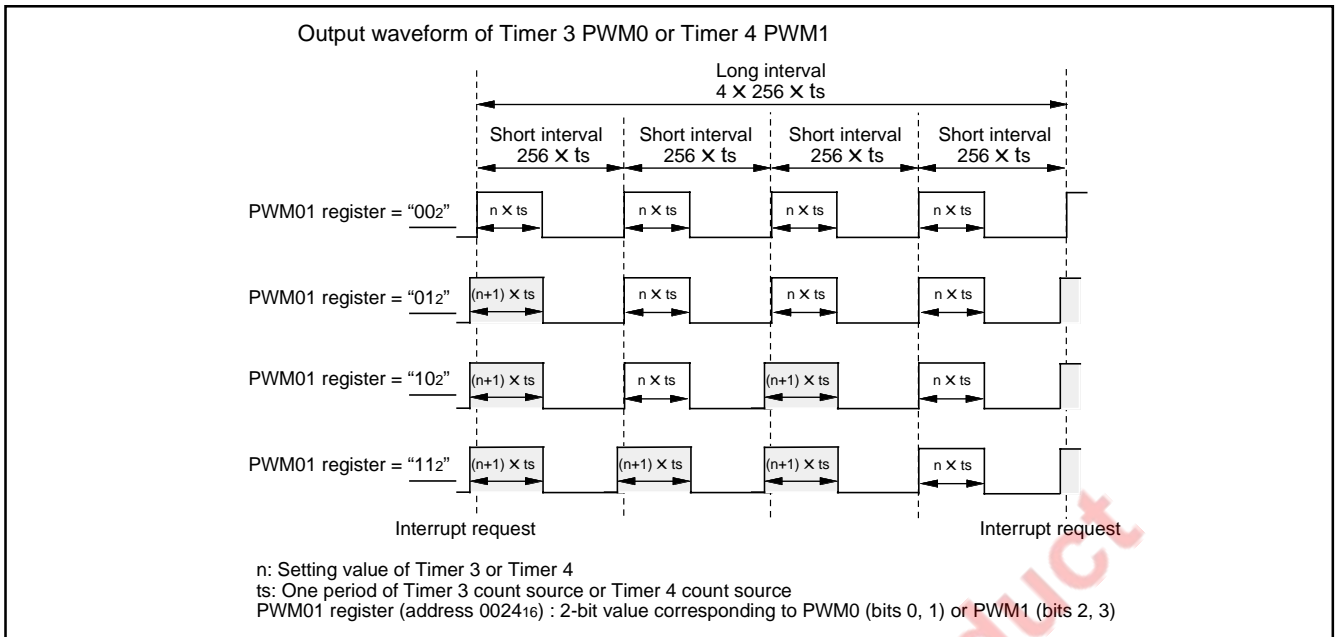 Output waveform of Timer 3 PWM0 or Timer 4 PWM1
Long interval
4 × 256 × ts
Short interval Short interval Short interval Short interval
256 × ts 256 × ts 256 × ts 256 × ts
PWM01 register = “002” n × ts n × ts n × ts n × ts
PWM01 register = “012” (n+1) × ts n × ts n × ts n × ts
PWM01 register = “102” (n+1) × ts n × ts (n+1) × ts n × ts
PWM01 register = “112” (n+1) × ts (n+1) × ts (n+1) × ts n × ts
Interrupt request Interrupt request
n: Setting value of Timer 3 or Timer 4
ts: One period of Timer 3 count source or Timer 4 count source
PWM01 register (address 002416) : 2-bit value corresponding to PWM0 (bits 0, 1) or PWM1 (bits 2, 3)